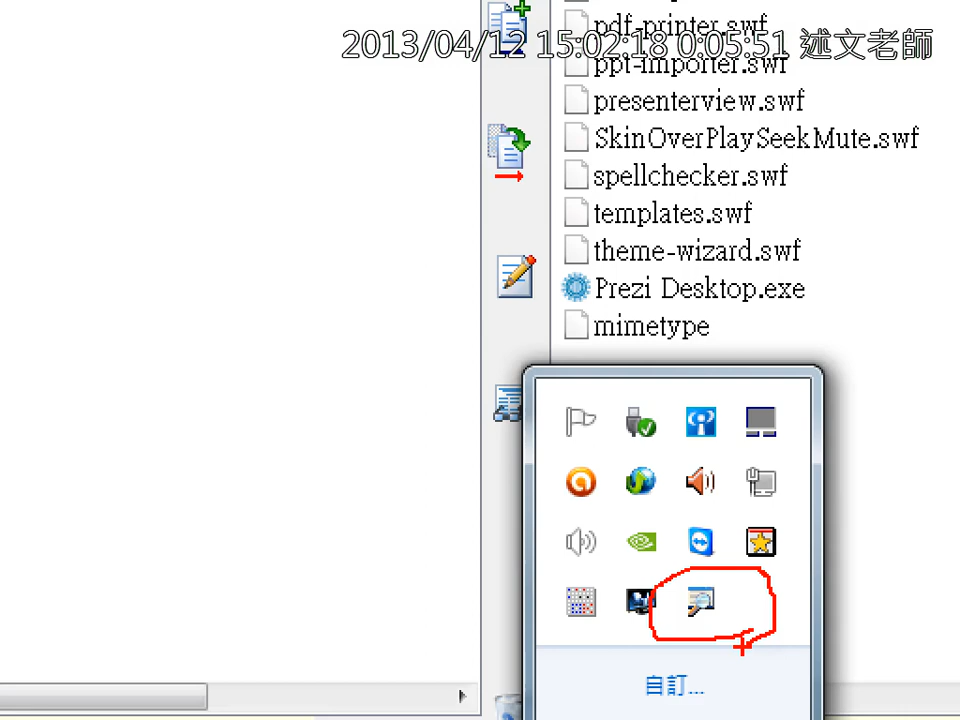 pdf-printer.swf
2013/04/12 15:02:18 0:05:51 述文老師
ppt-importer.swf
presenterview.swf
SkinOverPlaySeekMute.swf
spellchecker.swf
templates.swf
theme-wizard.swf
Prezi Desktop.exe
mimetype
自訂...